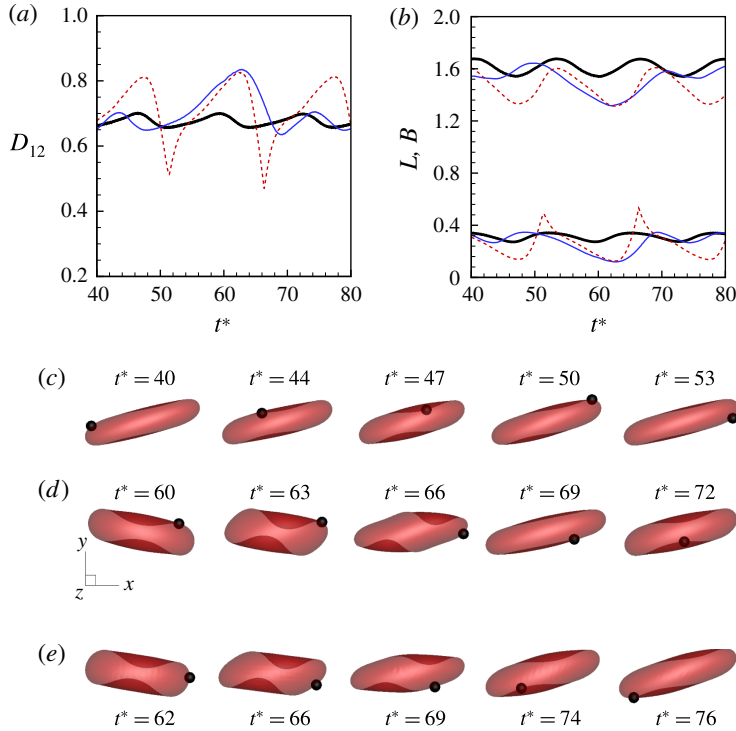 (a)
1.0
0.8
0.6
0.4
0.2
D12
40 50 60 70 80
t*
(b)
2.0
1.6
1.2
0.8
0.4
0
L, B
40 50 60 70 80
t*
(c)
t* = 40 t* = 44 t* = 47 t* = 50 t* = 53
(d)
t* = 60 t* = 63 t* = 66 t* = 69 t* = 72
y
z x
(e)
t* = 62 t* = 66 t* = 69 t* = 74 t* = 76